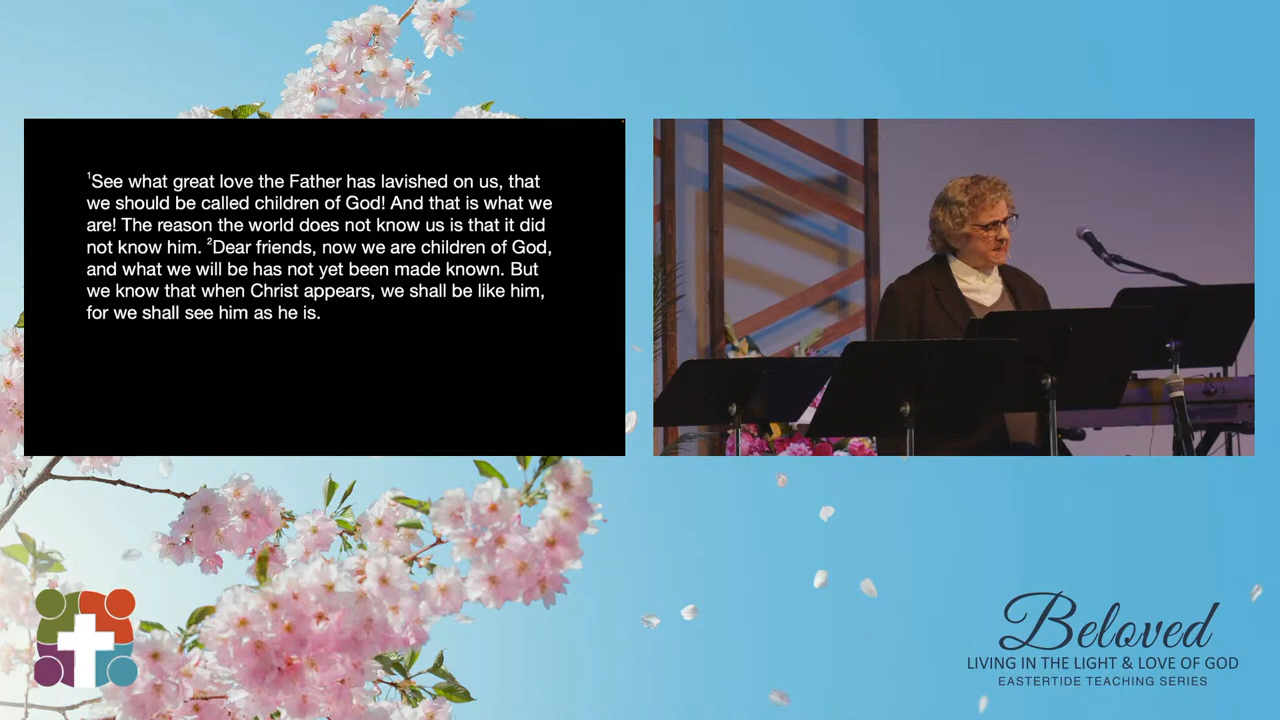 ¹See what great love the Father has lavished on us, that
we should be called children of God! And that is what we
are! The reason the world does not know us is that it did
not know him. ²Dear friends, now we are children of God,
and what we will be has not yet been made known. But
we know that when Christ appears, we shall be like him,
for we shall see him as he is.
Beloved
LIVING IN THE LIGHT & LOVE OF GOD
EASTERTIDE TEACHING SERIES